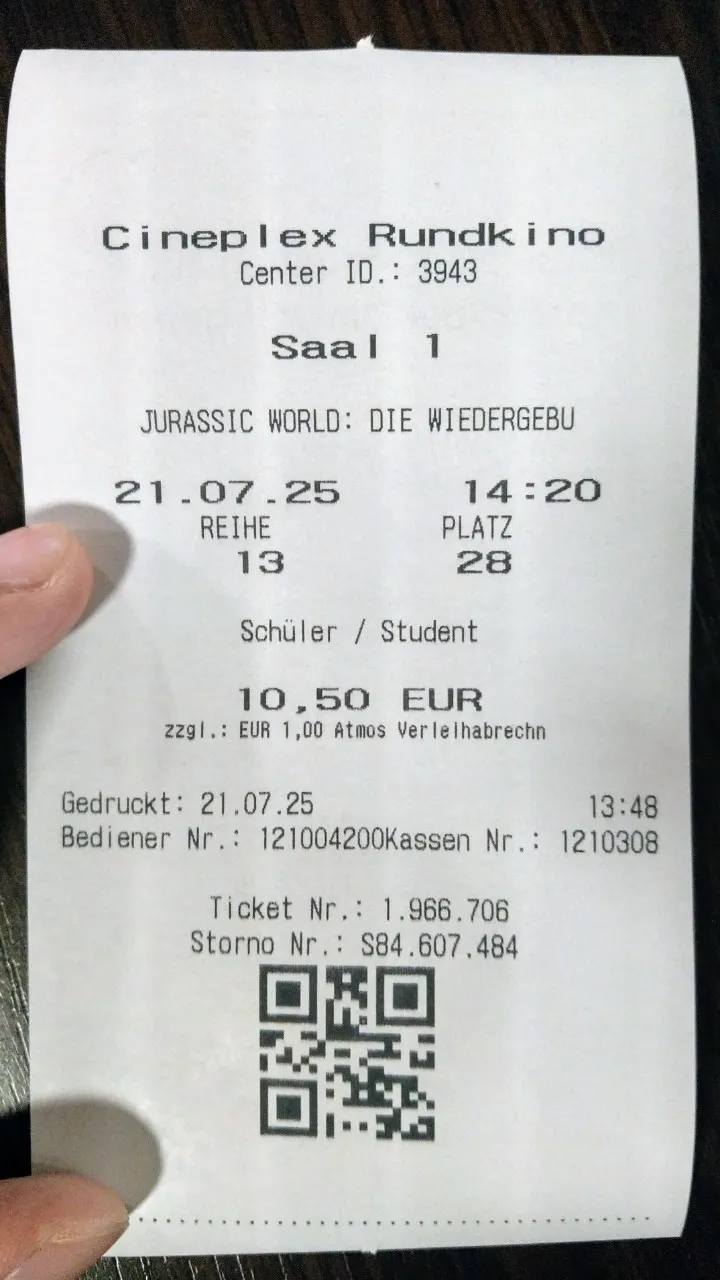 Cineplex Rundkino
Center ID.: 3943
Saal 1
JURASSIC WORLD: DIE WIEDERGEBU
21.07.25 14:20
REIHE PLATZ
13 28
Schüler / Student
10,50 EUR
zzgl.: EUR 1,00 Atmos Verleihabrechn
Gedruckt: 21.07.25 13:48
Bediener Nr.: 121004200Kassen Nr.: 1210308
Ticket Nr.: 1.966.706
Storno Nr.: S84.607.484